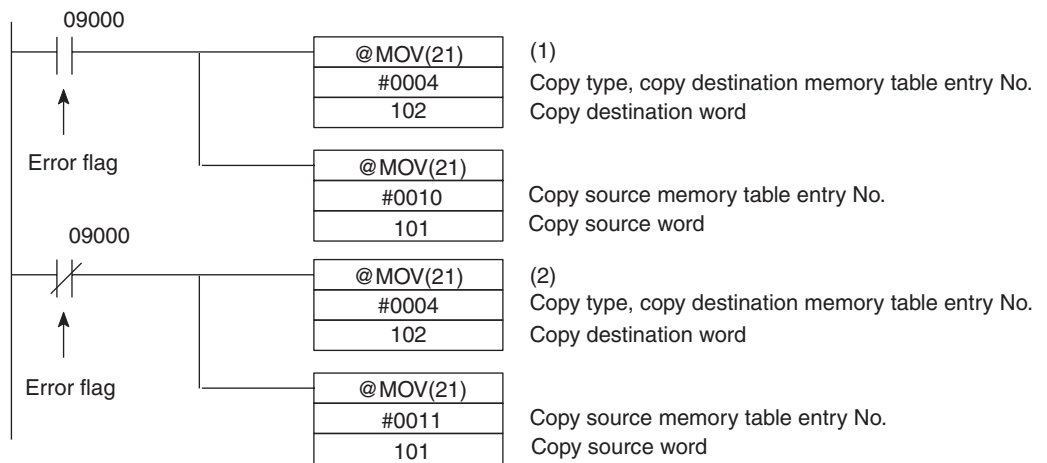 09000
@MOV(21) (1)
#0004 Copy type, copy destination memory table entry No.
102 Copy destination word
Error flag
@MOV(21)
#0010 Copy source memory table entry No.
101 Copy source word
09000
@MOV(21) (2)
#0004 Copy type, copy destination memory table entry No.
102 Copy destination word
Error flag
@MOV(21)
#0011 Copy source memory table entry No.
101 Copy source word